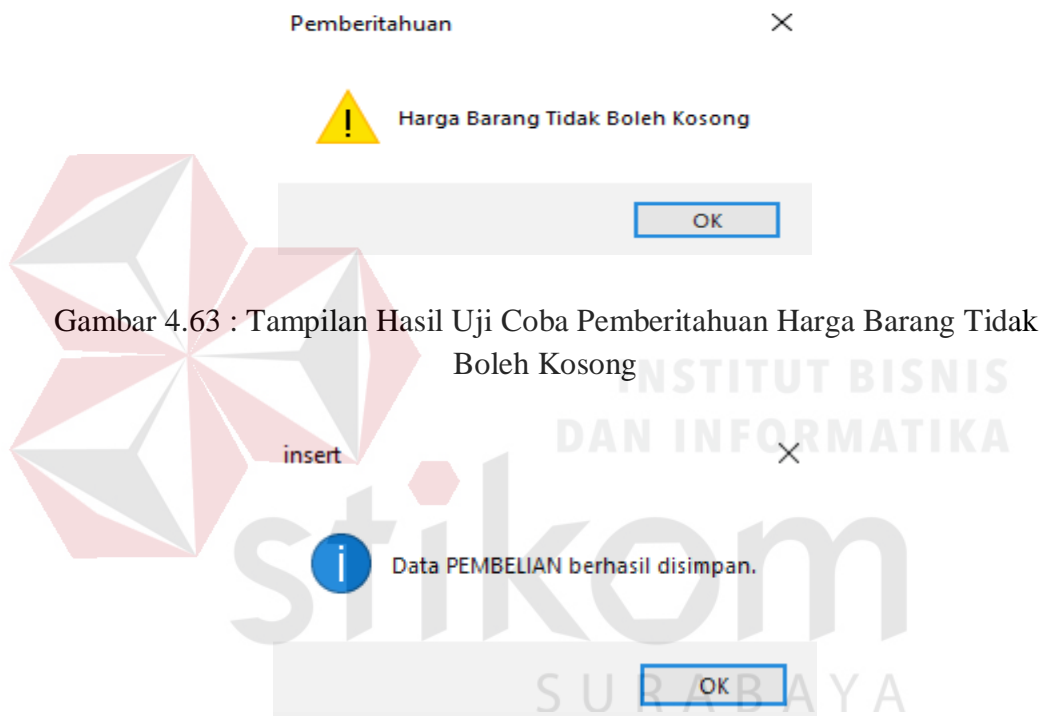 Pemberitahuan
Harga Barang Tidak Boleh Kosong
OK
Gambar 4.63 : Tampilan Hasil Uji Coba Pemberitahuan Harga Barang Tidak
Boleh Kosong
INSTITUT BISNIS
DAN INFORMATIKA
insert
stikom
Data PEMBELIAN berhasil disimpan.
SURABAYA
OK